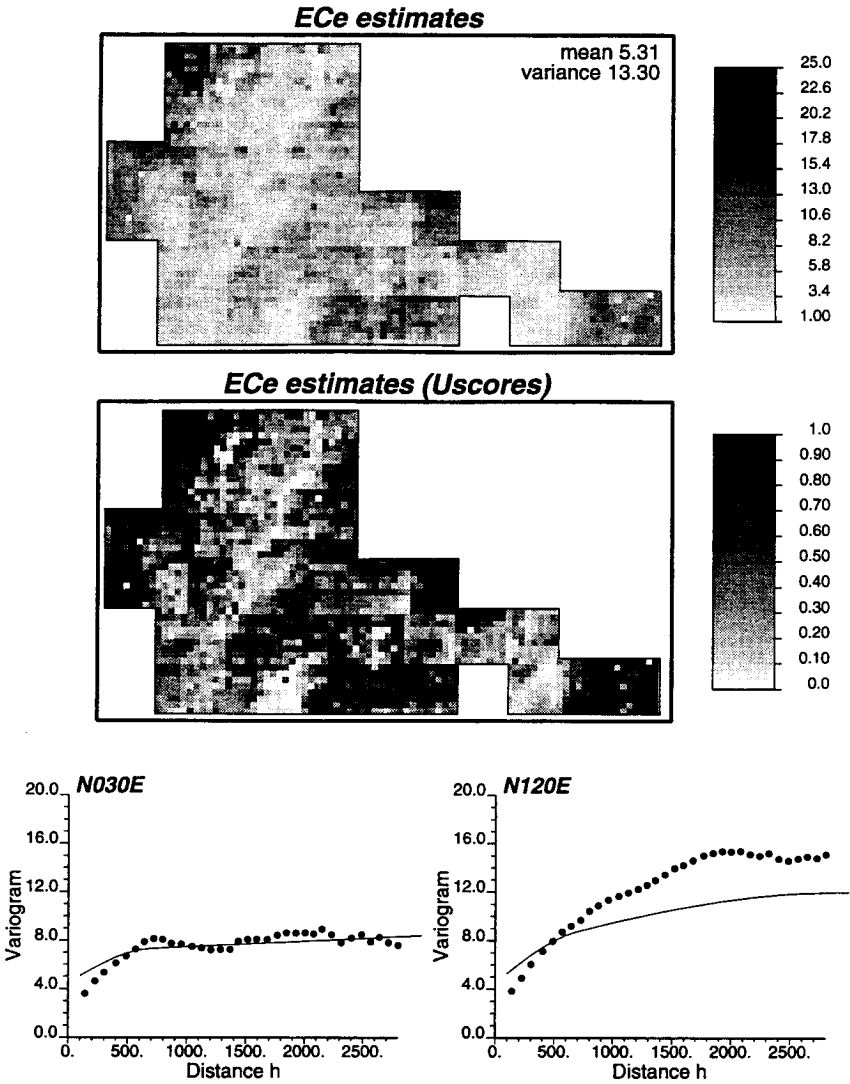 ECe estimates
mean 5.31
variance 13.30
25.0
22.6
20.2
17.8
15.4
13.0
10.6
8.2
5.8
3.4
1.00
ECe estimates (Uscores)
1.0
0.90
0.80
0.70
0.60
0.50
0.40
0.30
0.20
0.10
0.0
N030E
20.0
16.0
12.0
8.0
4.0
0.0
Variogram
0. 500. 1000. 1500. 2000. 2500.
Distance h
N120E
20.0
16.0
12.0
8.0
4.0
0.0
Variogram
0. 500. 1000. 1500. 2000. 2500.
Distance h